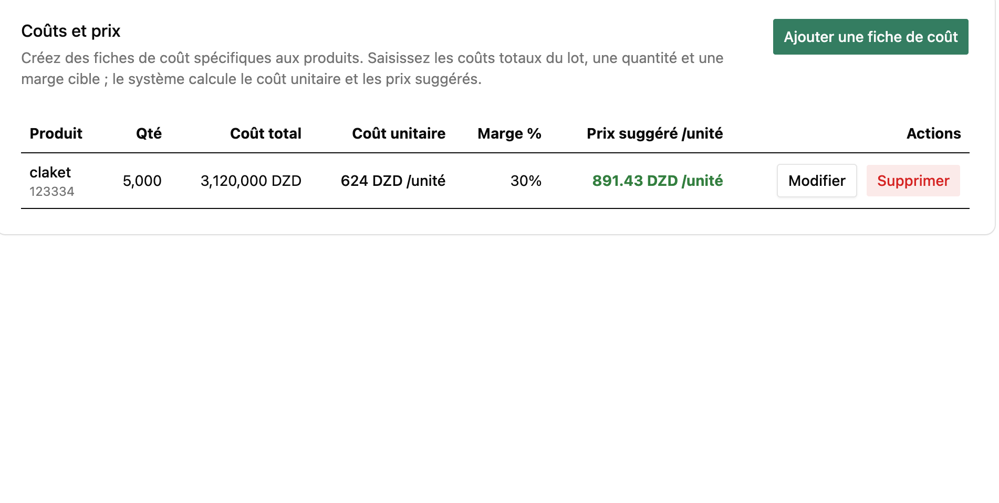 Coûts et prix
Ajouter une fiche de coût
Créez des fiches de coût spécifiques aux produits. Saisissez les coûts totaux du lot, une quantité et une
marge cible ; le système calcule le coût unitaire et les prix suggérés.
Produit Qté Coût total Coût unitaire Marge % Prix suggéré /unité Actions
claket
123334
5,000 3,120,000 DZD 624 DZD /unité 30% 891.43 DZD /unité Modifier Supprimer